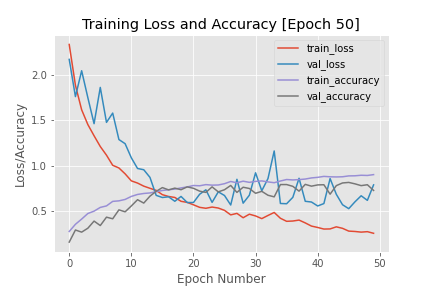 Training Loss and Accuracy [Epoch 50]
train_loss
val_loss
train_accuracy
val_accuracy
2.0
1.5
1.0
0.5
Loss/Accuracy
0 10 20 30 40 50
Epoch Number